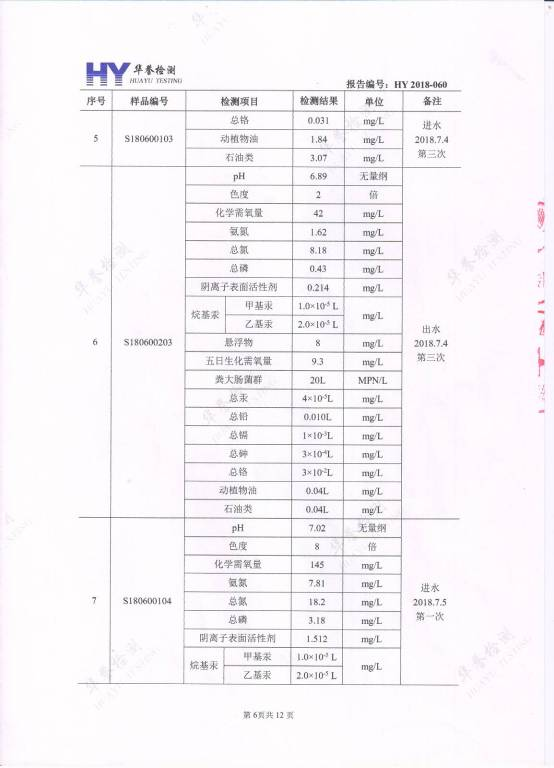 HY 华誉检测
HUAYU TESTING
报告编号：HY 2018-060
序号 样品编号 检测项目 检测结果 单位 备注
5 S180600103 总铬 0.031 mg/L 进水 2018.7.4 第三次
动植物油 1.84 mg/L
石油类 3.07 mg/L
6 S180600203 pH 6.89 无量纲 出水 2018.7.4 第三次
色度 2 倍
化学需氧量 42 mg/L
氨氮 1.62 mg/L
总氮 8.18 mg/L
总磷 0.43 mg/L
阴离子表面活性剂 0.214 mg/L
烷基汞 甲基汞 1.0×10⁻⁵ L mg/L
乙基汞 2.0×10⁻⁵ L
悬浮物 8 mg/L
五日生化需氧量 9.3 mg/L
粪大肠菌群 20L MPN/L
总汞 4×10⁻⁵L mg/L
总铅 0.010L mg/L
总镉 1×10⁻³L mg/L
总砷 3×10⁻⁴L mg/L
总铬 3×10⁻²L mg/L
动植物油 0.04L mg/L
石油类 0.04L mg/L
7 S180600104 pH 7.02 无量纲 进水 2018.7.5 第一次
色度 8 倍
化学需氧量 145 mg/L
氨氮 7.81 mg/L
总氮 18.2 mg/L
总磷 3.18 mg/L
阴离子表面活性剂 1.512 mg/L
烷基汞 甲基汞 1.0×10⁻⁵ L mg/L
乙基汞 2.0×10⁻⁵ L
第 6页共 12 页